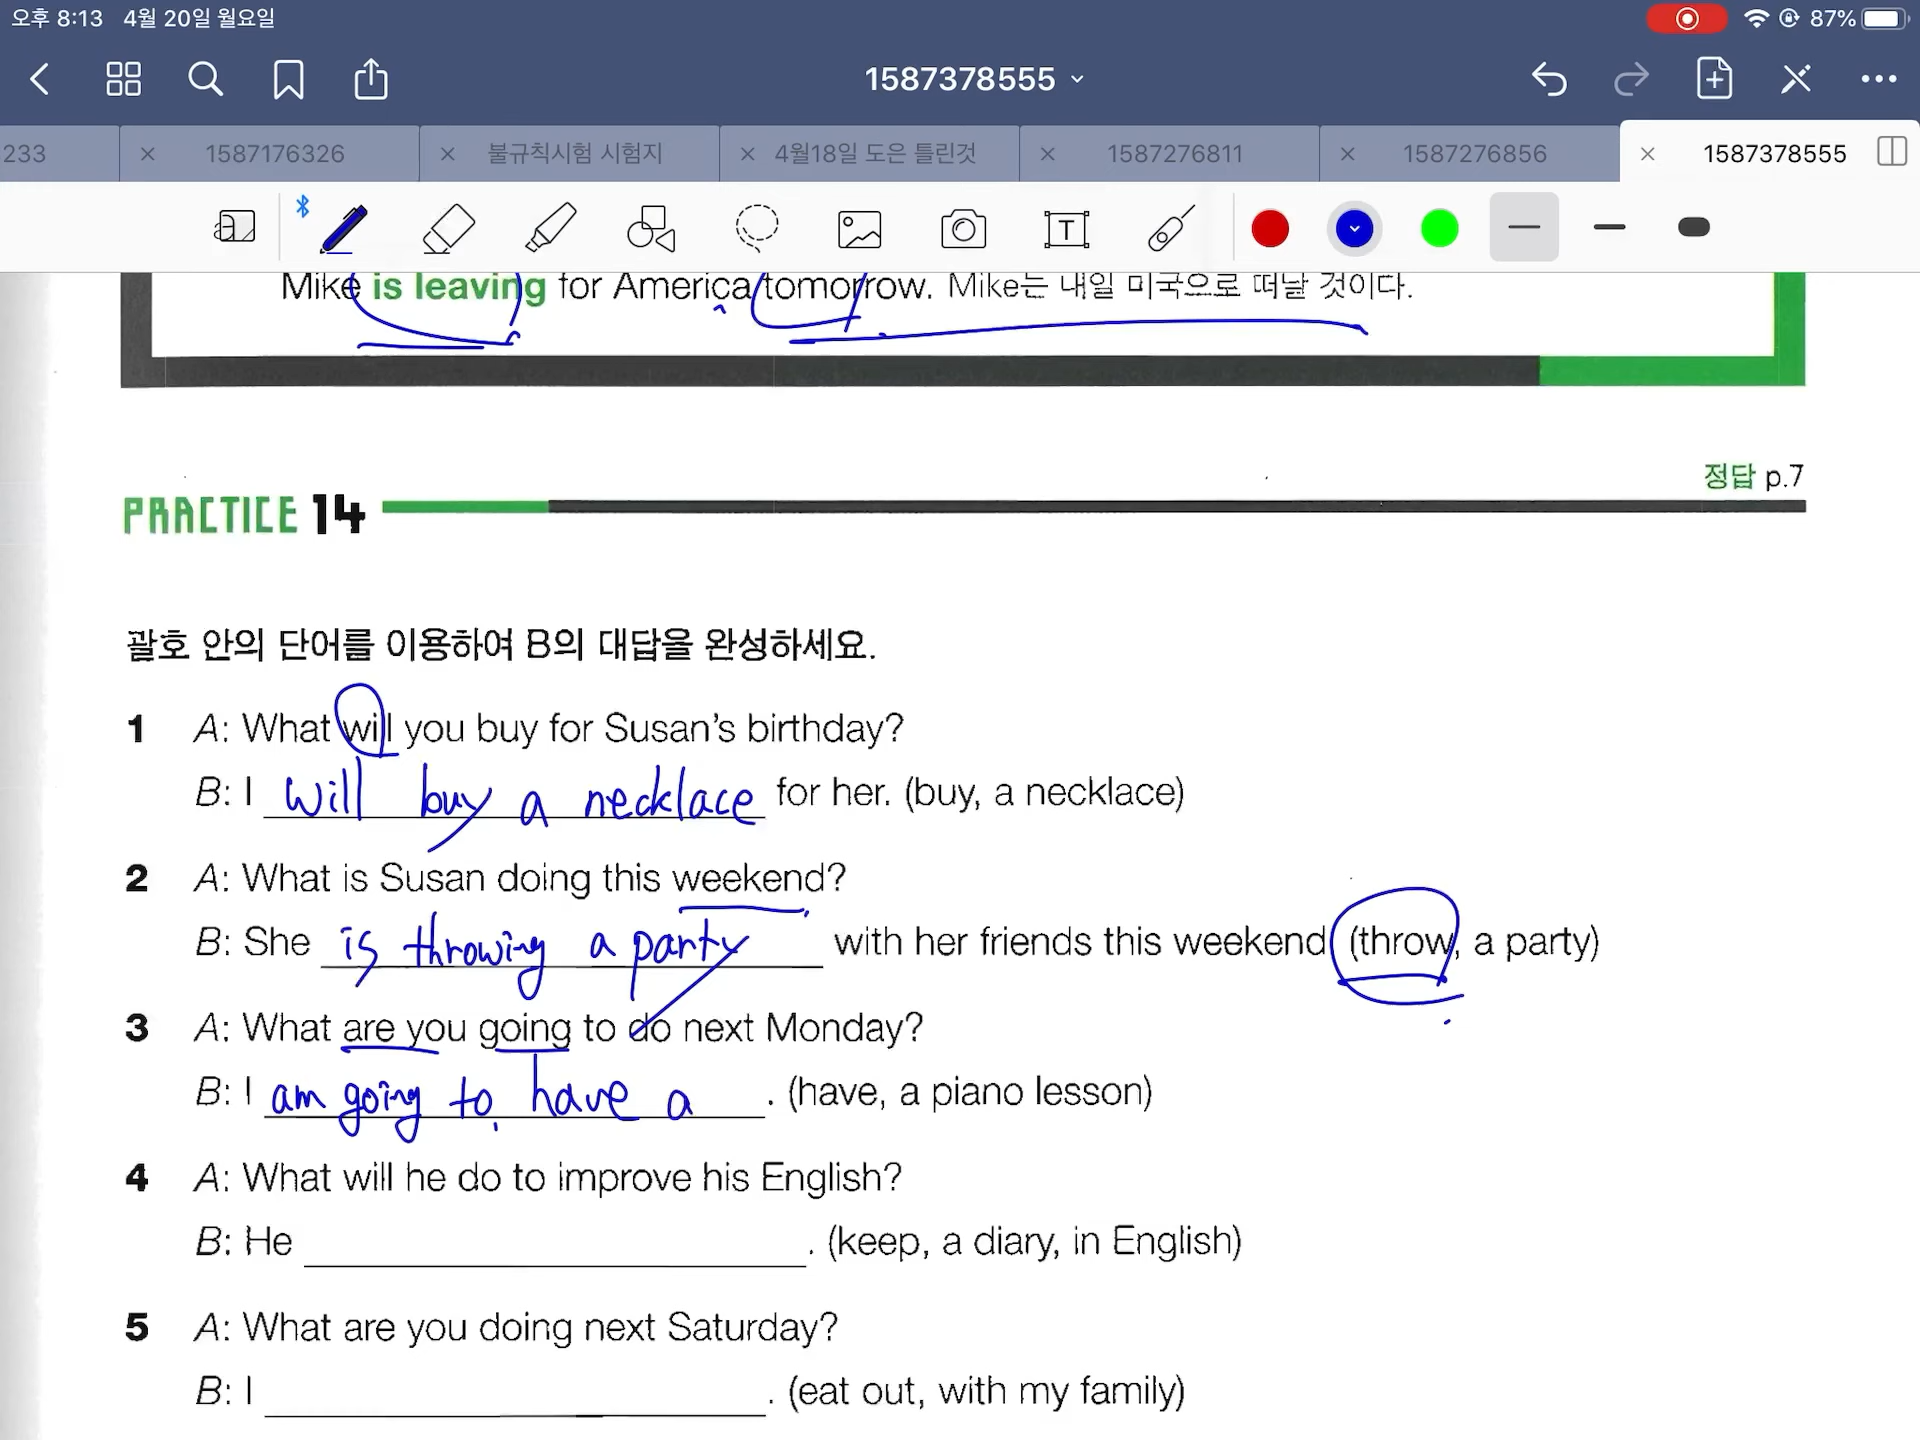 오후 8:13 4월 20일 월요일 87%
1587378555
233 1587176326 불규칙시험 시험지 4월18일 도은 틀린것 1587276811 1587276856 1587378555
Mike is leaving for America tomorrow. Mike는 내일 미국으로 떠날 것이다.
정답 p.7
PRACTICE 14
괄호 안의 단어를 이용하여 B의 대답을 완성하세요.
1 A: What will you buy for Susan's birthday?
B: I will buy a necklace for her. (buy, a necklace)
2 A: What is Susan doing this weekend?
B: She is throwing a party with her friends this weekend (throw, a party)
3 A: What are you going to do next Monday?
B: I am going to have a . (have, a piano lesson)
4 A: What will he do to improve his English?
B: He . (keep, a diary, in English)
5 A: What are you doing next Saturday?
B: I . (eat out, with my family)